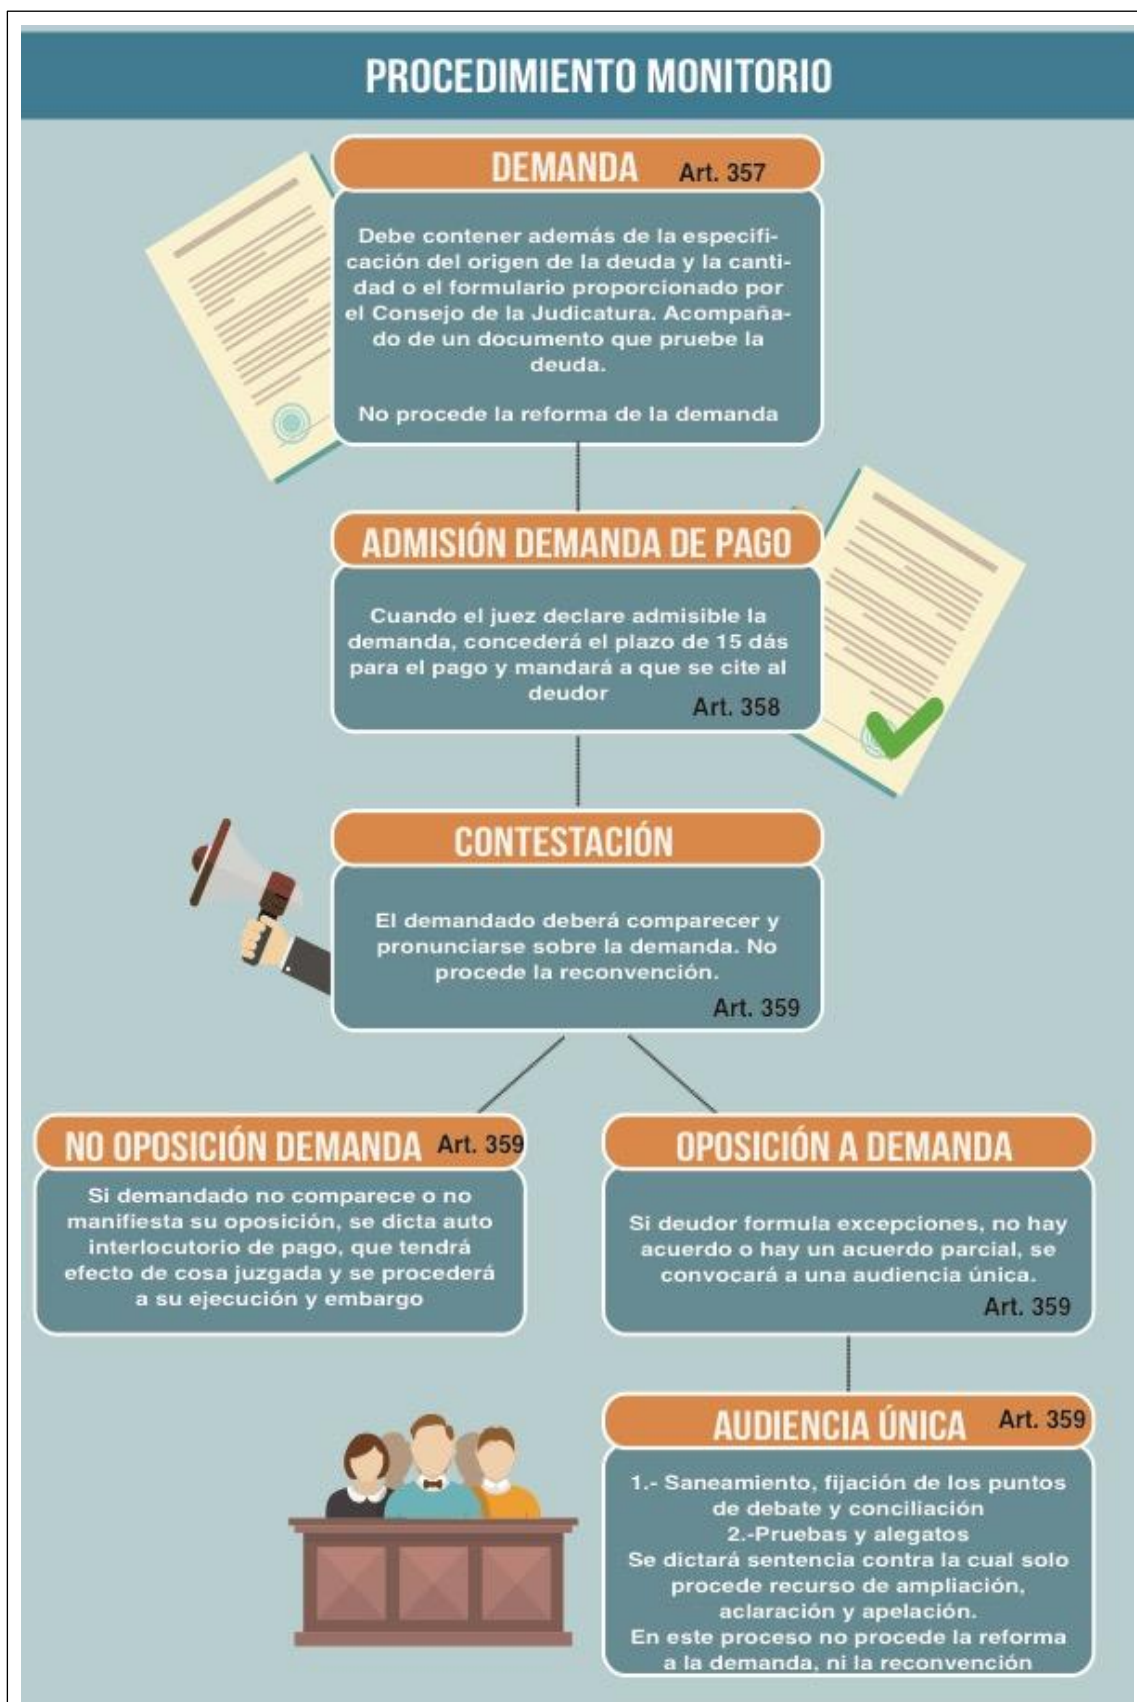 PROCEDIMIENTO MONITORIO
DEMANDA Art. 357
Debe contener además de la especifi-
cación del origen de la deuda y la canti-
dad o el formulario proporcionado por
el Consejo de la Judicatura. Acompaña-
do de un documento que pruebe la
deuda.
No procede la reforma de la demanda
ADMISIÓN DEMANDA DE PAGO
Cuando el juez declare admisible la
demanda, concederá el plazo de 15 dás
para el pago y mandará a que se cite al
deudor
Art. 358
CONTESTACIÓN
El demandado deberá comparecer y
pronunciarse sobre la demanda. No
procede la reconvención.
Art. 359
NO OPOSICIÓN DEMANDA Art. 359
Si demandado no comparece o no
manifiesta su oposición, se dicta auto
interlocutorio de pago, que tendrá
efecto de cosa juzgada y se procederá
a su ejecución y embargo
OPOSICIÓN A DEMANDA
Si deudor formula excepciones, no hay
acuerdo o hay un acuerdo parcial, se
convocará a una audiencia única.
Art. 359
AUDIENCIA ÚNICA Art. 359
1.- Saneamiento, fijación de los puntos
de debate y conciliación
2.-Pruebas y alegatos
Se dictará sentencia contra la cual solo
procede recurso de ampliación,
aclaración y apelación.
En este proceso no procede la reforma
a la demanda, ni la reconvención